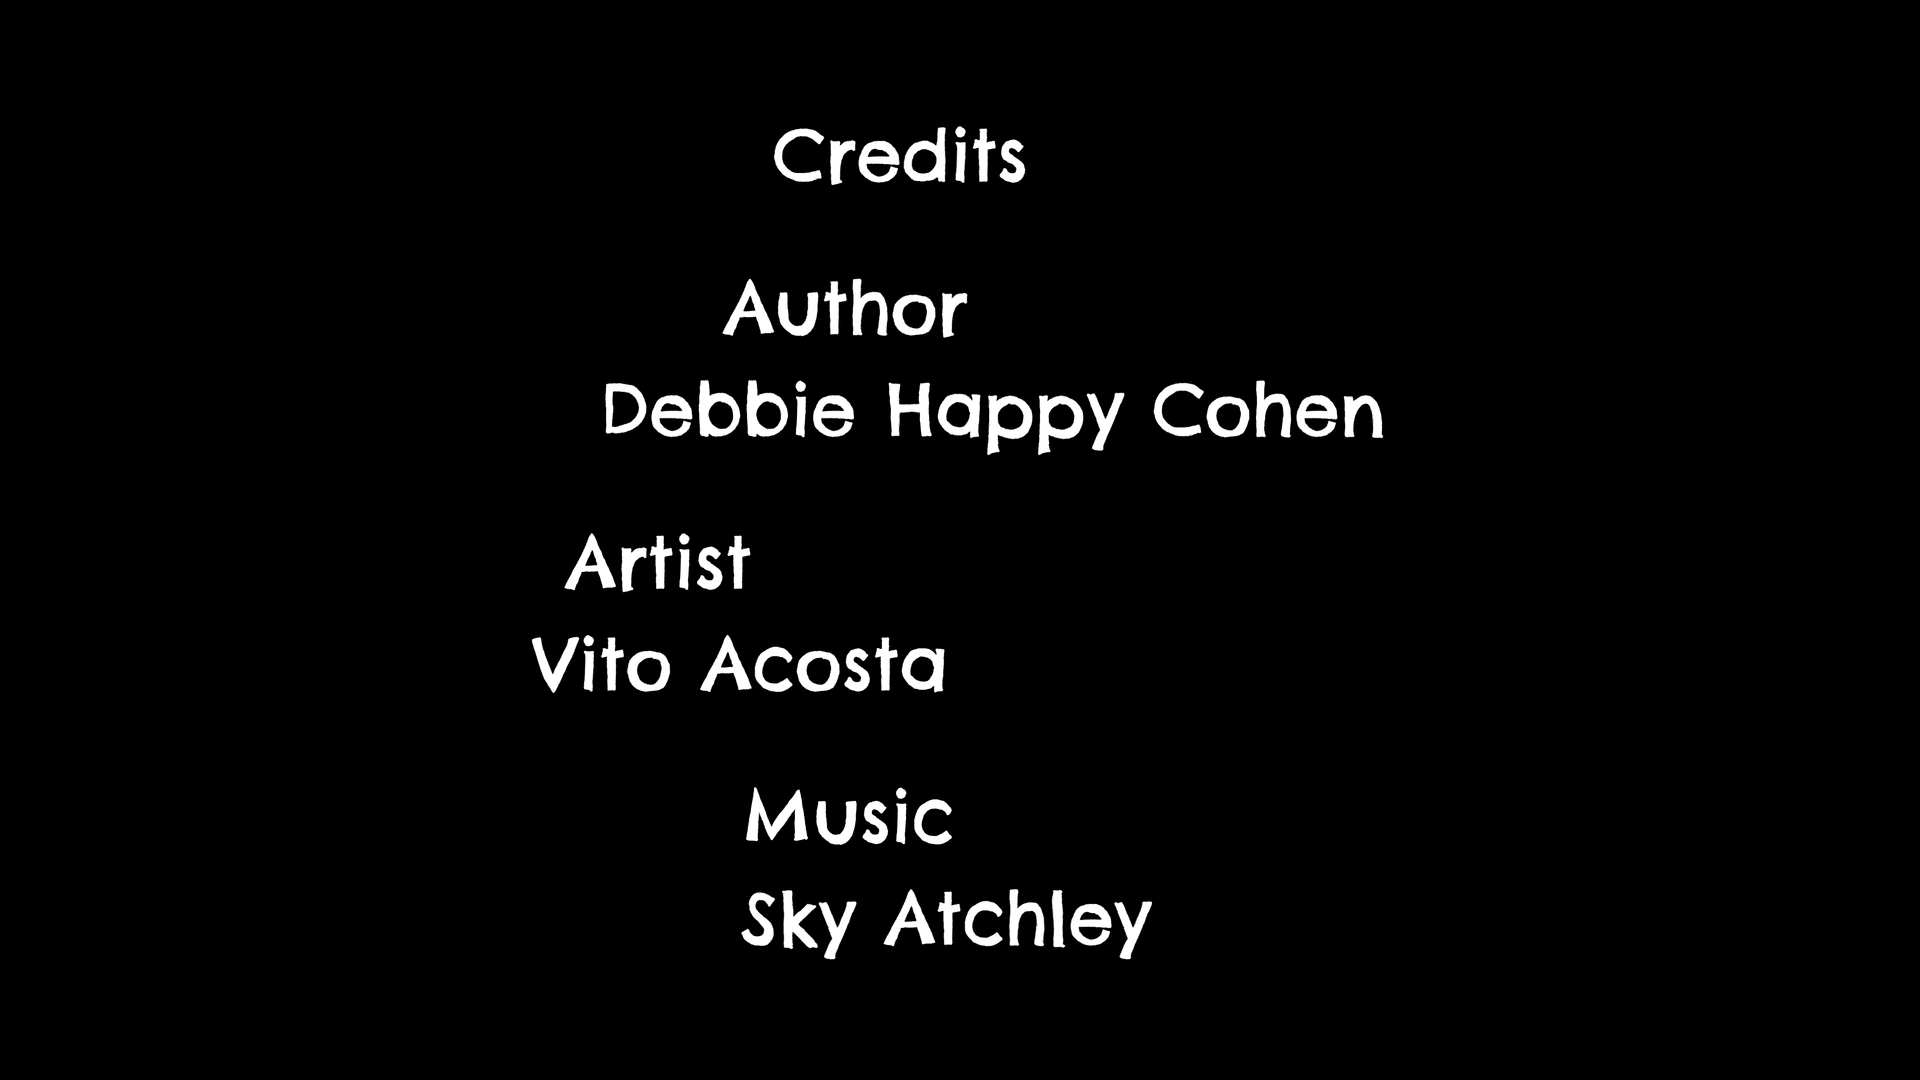 Credits
Author
Debbie Happy Cohen
Artist
Vito Acosta
Music
Sky Atchley